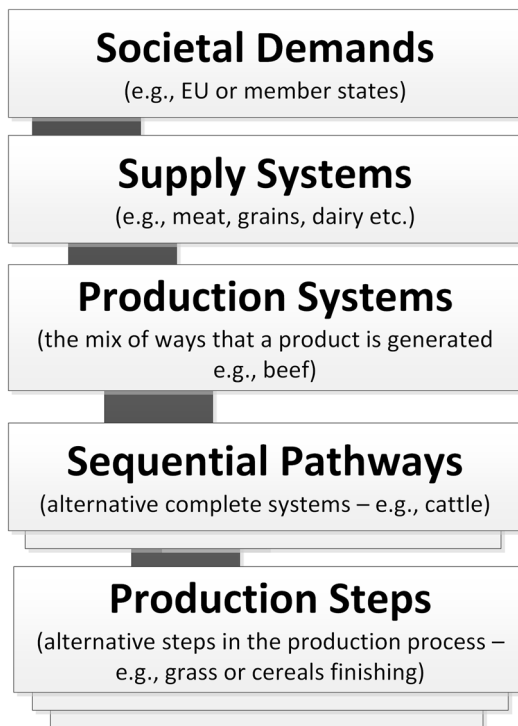 Societal Demands
(e.g., EU or member states)
Supply Systems
(e.g., meat, grains, dairy etc.)
Production Systems
(the mix of ways that a product is generated
e.g., beef)
Sequential Pathways
(alternative complete systems – e.g., cattle)
Production Steps
(alternative steps in the production process –
e.g., grass or cereals finishing)